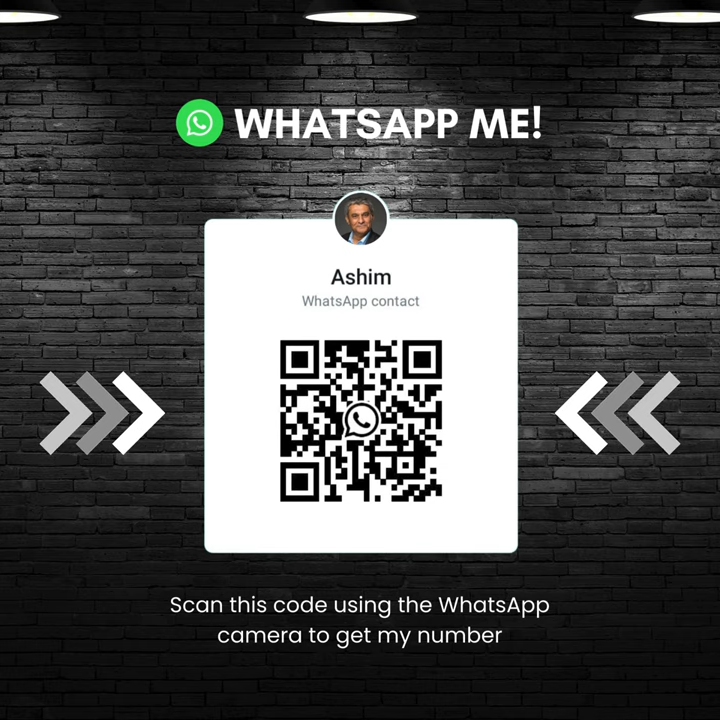 WHATSAPP ME!
Ashim
WhatsApp contact
Scan this code using the WhatsApp
camera to get my number